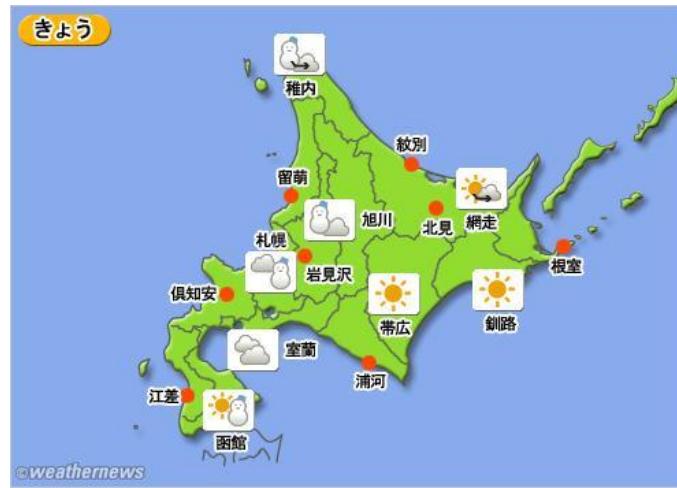 きょう
稚内
紋別
留萌
旭川
北見
網走
札幌
岩見沢
根室
倶知安
帯広
釧路
室蘭
浦河
江差
函館
©weathernews